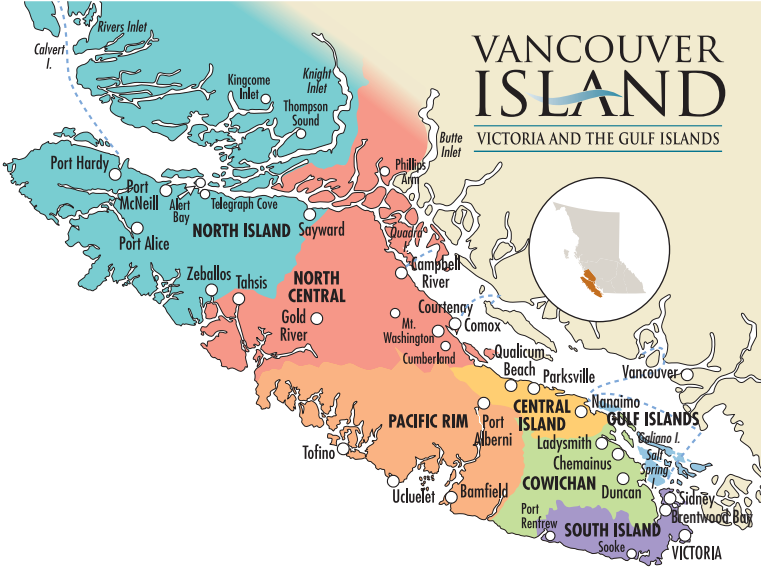 VANCOUVER
ISLAND
VICTORIA AND THE GULF ISLANDS
Rivers Inlet
Calvert
I.
Kingcome
Inlet
Knight
Inlet
Thompson
Sound
Butte
Inlet
Phillips
Arm
Port Hardy
Port
McNeill
Alert
Bay
Telegraph Cove
Port Alice
NORTH ISLAND
Sayward
Quadra
I.
Zeballos
Tahsis
NORTH
CENTRAL
Campbell
River
Gold
River
Courtenay
Comox
Mt.
Washington
Cumberland
Qualicum
Beach
Parksville
Vancouver
Nanaimo
GULF ISLANDS
CENTRAL
ISLAND
PACIFIC RIM
Port
Alberni
Galiano I.
Ladysmith
Salt
Spring
I.
Chemainus
Tofino
COWICHAN
Duncan
Ucluelet
Bamfield
Sidney
Brentwood Bay
Port
Renfrew
SOUTH ISLAND
Sooke
VICTORIA